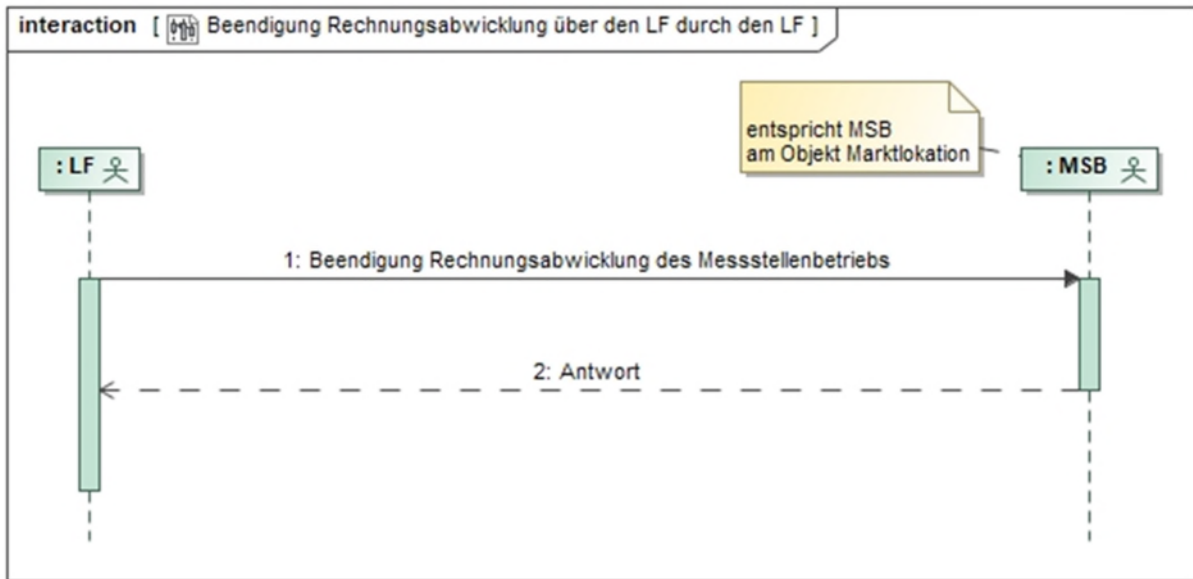 interaction [ Beendigung Rechnungsabwicklung über den LF durch den LF ]
entspricht MSB
am Objekt Marktlokation
: LF
: MSB
1: Beendigung Rechnungsabwicklung des Messstellenbetriebs
2: Antwort